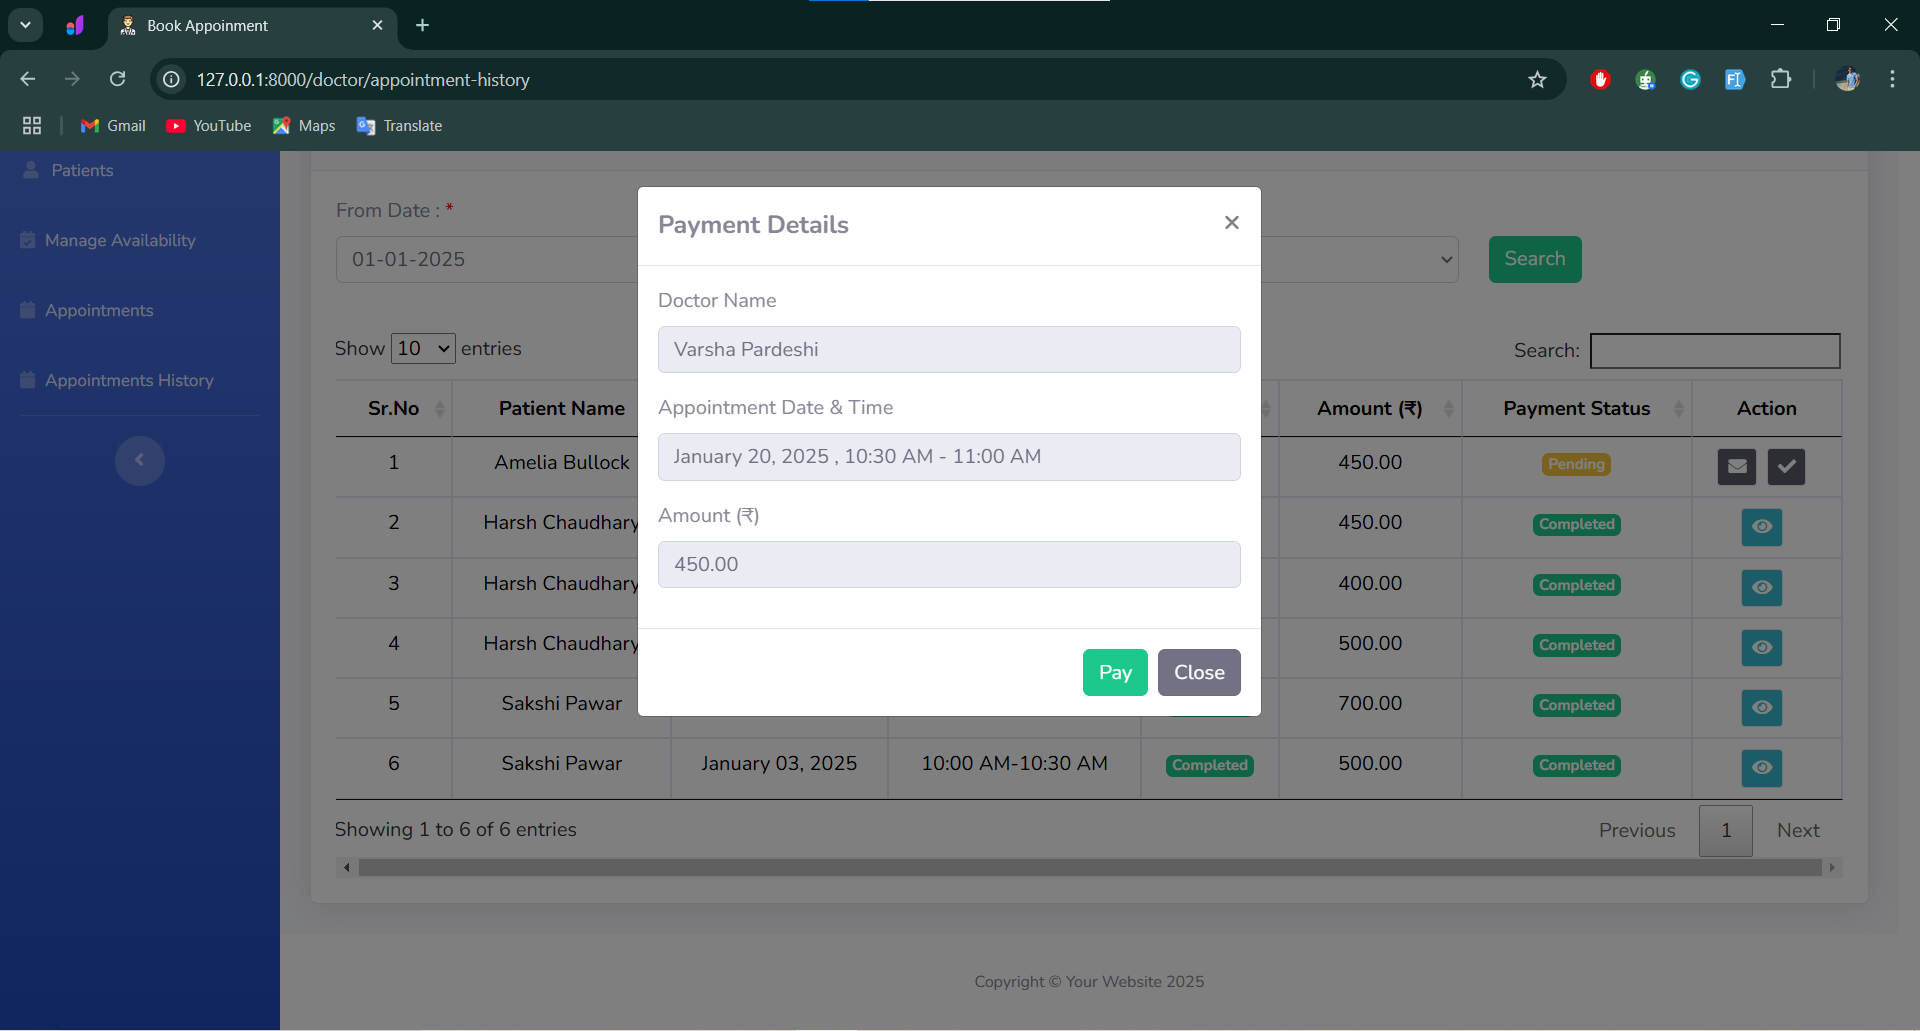 Book Appoinment
127.0.0.1:8000/doctor/appointment-history
Gmail YouTube Maps Translate
Patients
Manage Availability
Appointments
Appointments History
From Date : *
01-01-2025
Search
Show 10 entries
Search:
Sr.No Patient Name Amount (₹) Payment Status Action
1 Amelia Bullock 450.00 Pending
2 Harsh Chaudhary 450.00 Completed
3 Harsh Chaudhary 400.00 Completed
4 Harsh Chaudhary 500.00 Completed
5 Sakshi Pawar 700.00 Completed
6 Sakshi Pawar January 03, 2025 10:00 AM-10:30 AM Completed 500.00 Completed
Showing 1 to 6 of 6 entries
Previous 1 Next
Payment Details
Doctor Name
Varsha Pardeshi
Appointment Date & Time
January 20, 2025 , 10:30 AM - 11:00 AM
Amount (₹)
450.00
Pay Close
Copyright © Your Website 2025